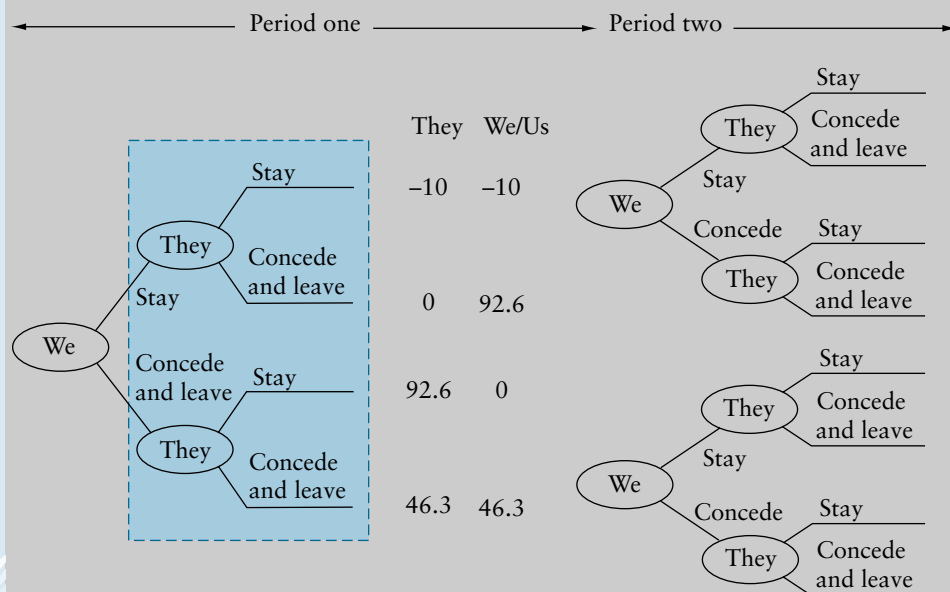 Period one
Period two
They We/Us
Stay
–10 –10
They
Concede
and leave
0 92.6
Stay
We
Concede
and leave
Stay
92.6 0
They
Concede
and leave
46.3 46.3
Stay
They
Concede
and leave
Stay
We
Concede
Stay
They
Concede
and leave
Stay
They
Concede
and leave
Stay
We
Concede
Stay
They
Concede
and leave